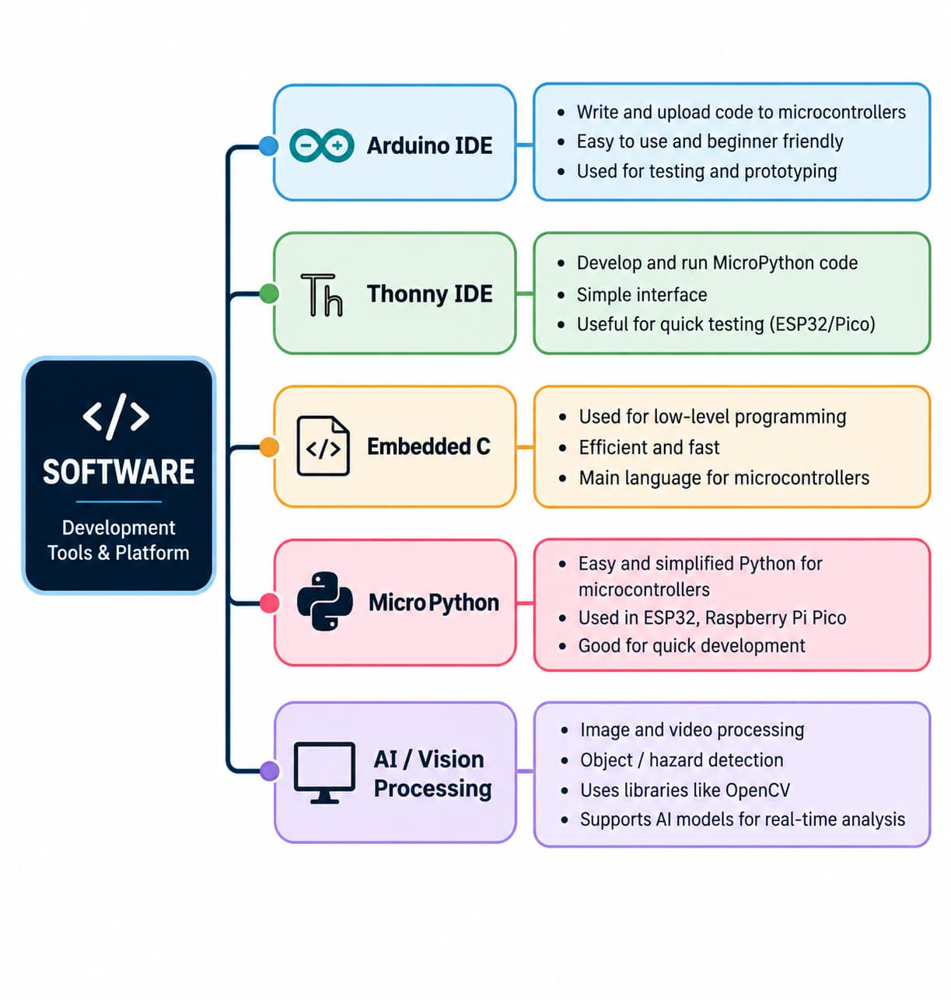 </>
SOFTWARE
Development
Tools & Platform
Arduino IDE
• Write and upload code to microcontrollers
• Easy to use and beginner friendly
• Used for testing and prototyping
Th
Thonny IDE
• Develop and run MicroPython code
• Simple interface
• Useful for quick testing (ESP32/Pico)
</>
Embedded C
• Used for low-level programming
• Efficient and fast
• Main language for microcontrollers
MicroPython
• Easy and simplified Python for
microcontrollers
• Used in ESP32, Raspberry Pi Pico
• Good for quick development
AI / Vision
Processing
• Image and video processing
• Object / hazard detection
• Uses libraries like OpenCV
• Supports AI models for real-time analysis